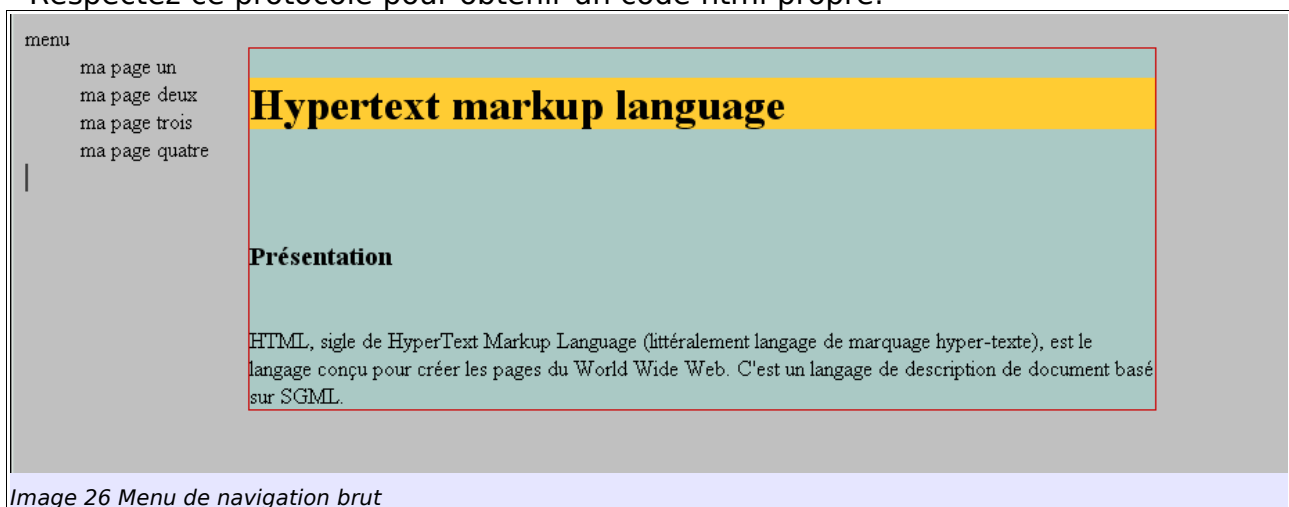 Respectez ce protocole pour obtenir un code html propre.
menu
ma page un
ma page deux
ma page trois
ma page quatre
Hypertext markup language
Présentation
HTML, sigle de HyperText Markup Language (littéralement langage de marquage hyper-texte), est le
langage conçu pour créer les pages du World Wide Web. C'est un langage de description de document basé
sur SGML.
Image 26 Menu de navigation brut